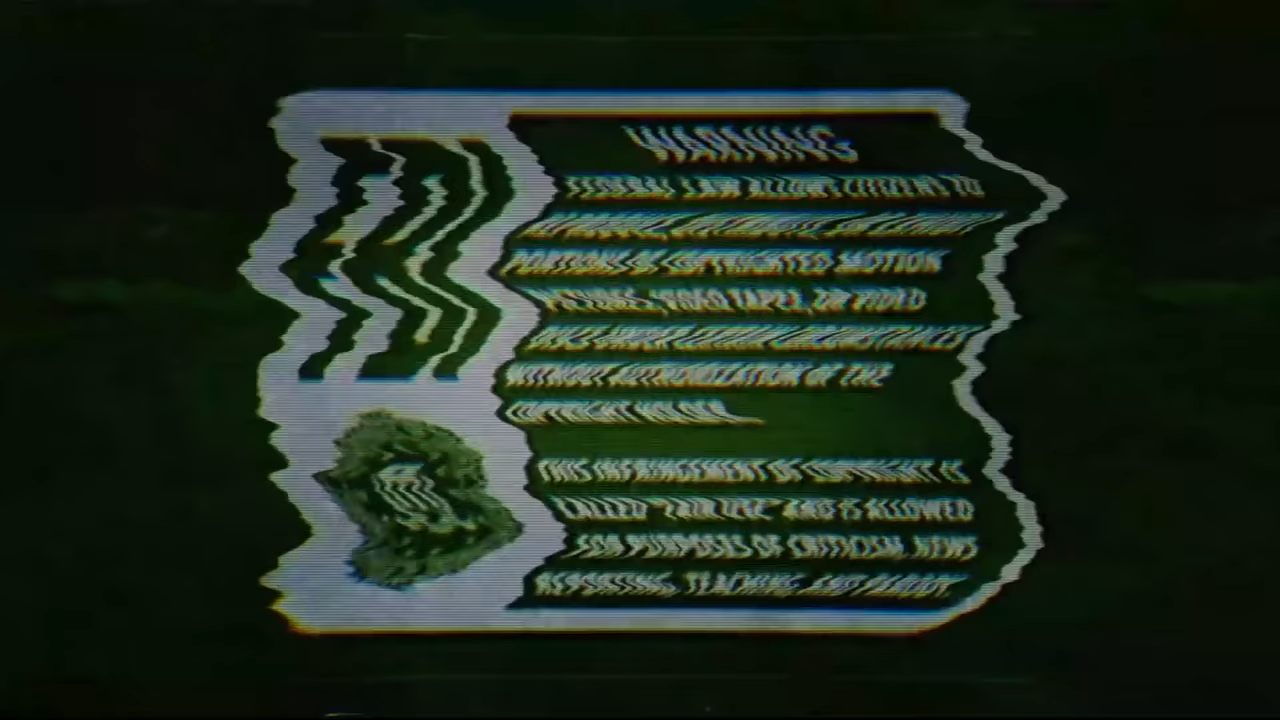 WARNING
FEDERAL LAW ALLOWS CITIZENS TO
REPRODUCE, DISTRIBUTE, OR EXHIBIT
PORTIONS OF COPYRIGHTED MOTION
PICTURES, VIDEO TAPES, OR VIDEO
DISCS UNDER CERTAIN CIRCUMSTANCES
WITHOUT AUTHORIZATION OF THE
COPYRIGHT HOLDER.
THIS INFRINGEMENT OF COPYRIGHT IS
CALLED "FAIR USE" AND IS ALLOWED
FOR PURPOSES OF CRITICISM, NEWS
REPORTING, TEACHING, AND PARODY.